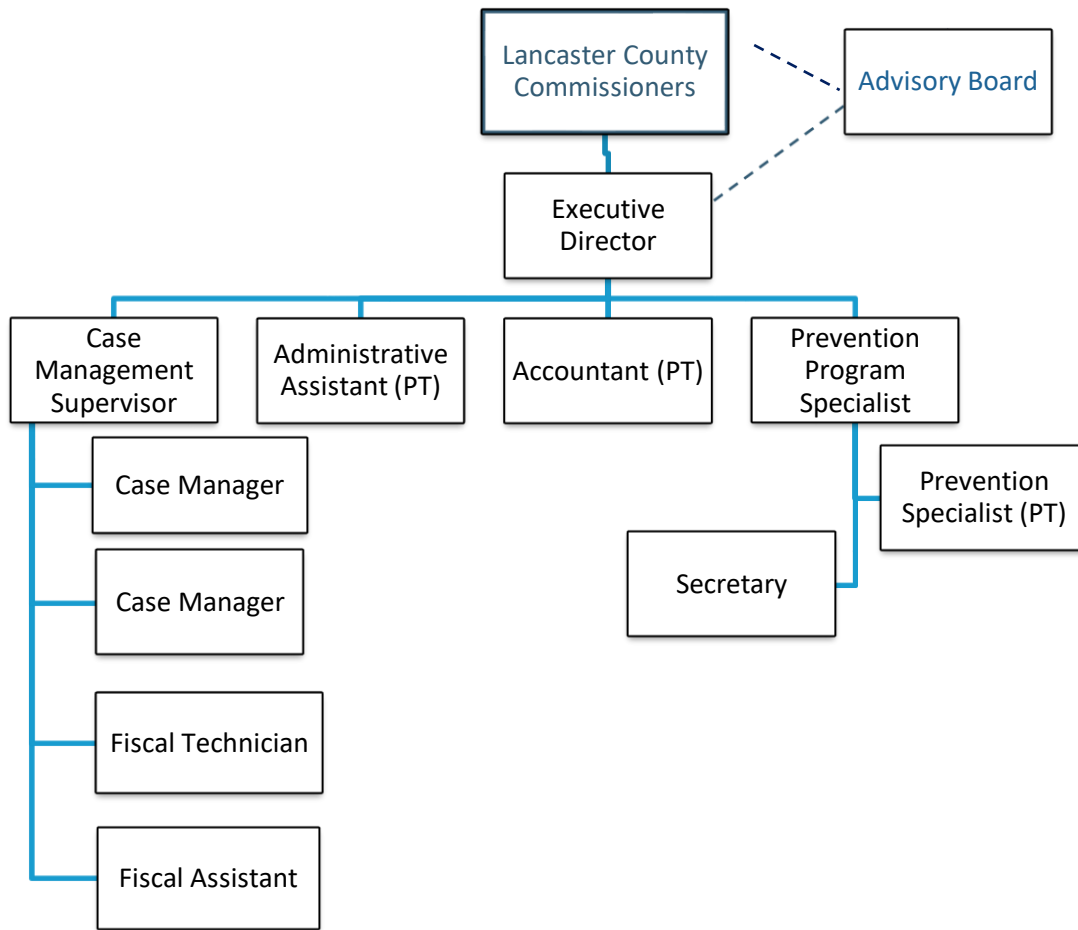 Lancaster County
Commissioners
Advisory Board
Executive
Director
Case
Management
Supervisor
Administrative
Assistant (PT)
Accountant (PT)
Prevention
Program
Specialist
Case Manager
Prevention
Specialist (PT)
Case Manager
Secretary
Fiscal Technician
Fiscal Assistant